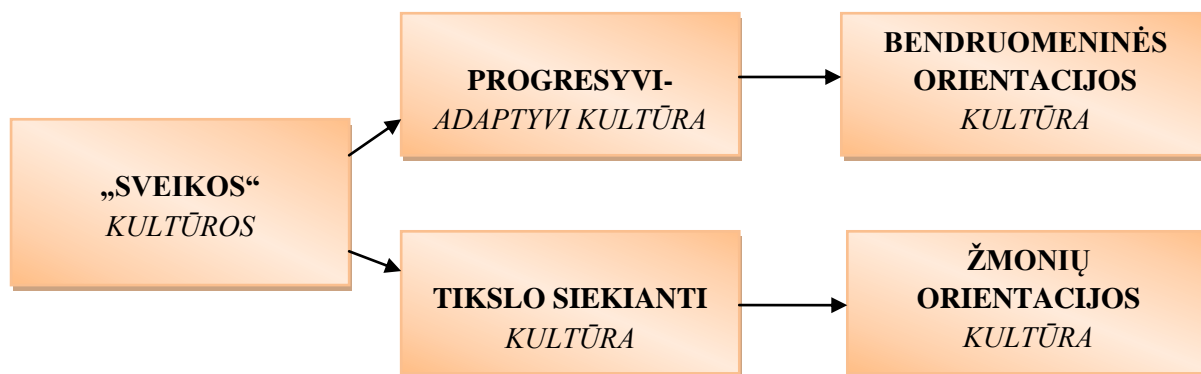 „SVEIKOS“
KULTŪROS
PROGRESYVI-
ADAPTYVI KULTŪRA
BENDRUOMENINĖS
ORIENTACIJOS
KULTŪRA
TIKSLO SIEKIANTI
KULTŪRA
ŽMONIŲ
ORIENTACIJOS
KULTŪRA